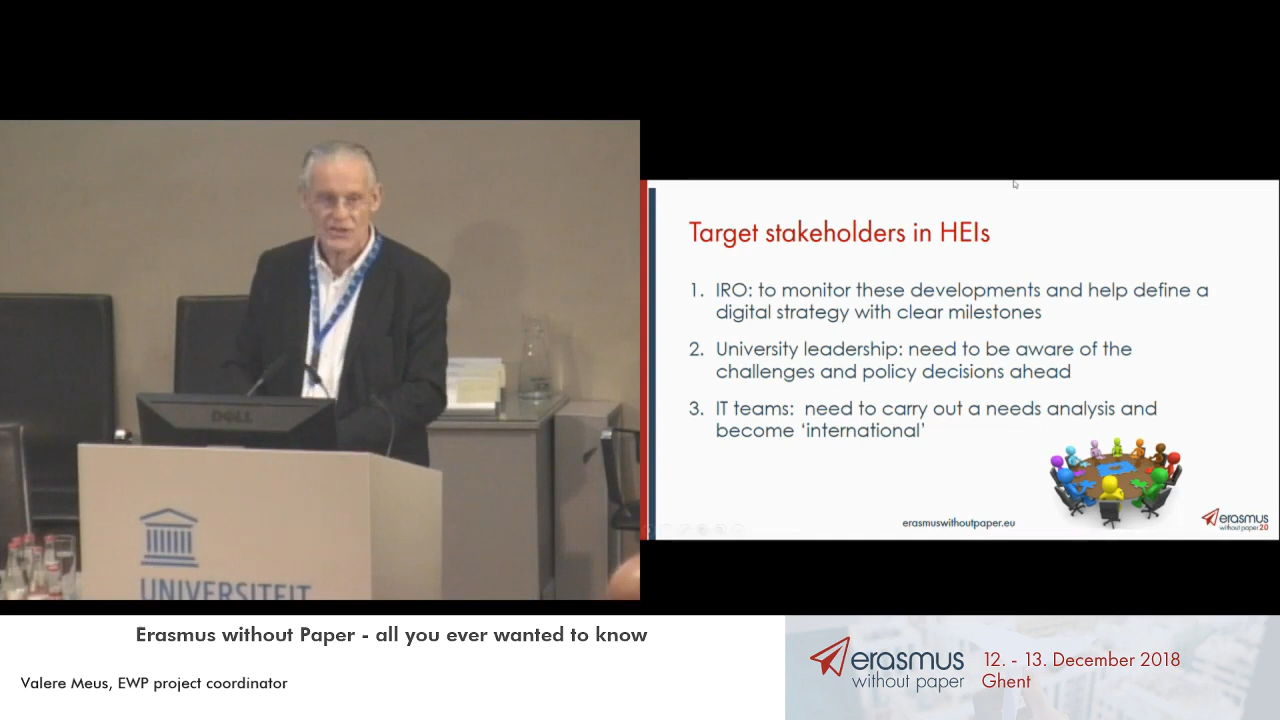 DELL
UNIVERSITEIT
Target stakeholders in HEIs
1. IRO: to monitor these developments and help define a
digital strategy with clear milestones
2. University leadership: need to be aware of the
challenges and policy decisions ahead
3. IT teams: need to carry out a needs analysis and
become ‘international’
erasmuswithoutpaper.eu
erasmus
without paper 20
Erasmus without Paper - all you ever wanted to know
Valere Meus, EWP project coordinator
erasmus
without paper
12. - 13. December 2018
Ghent